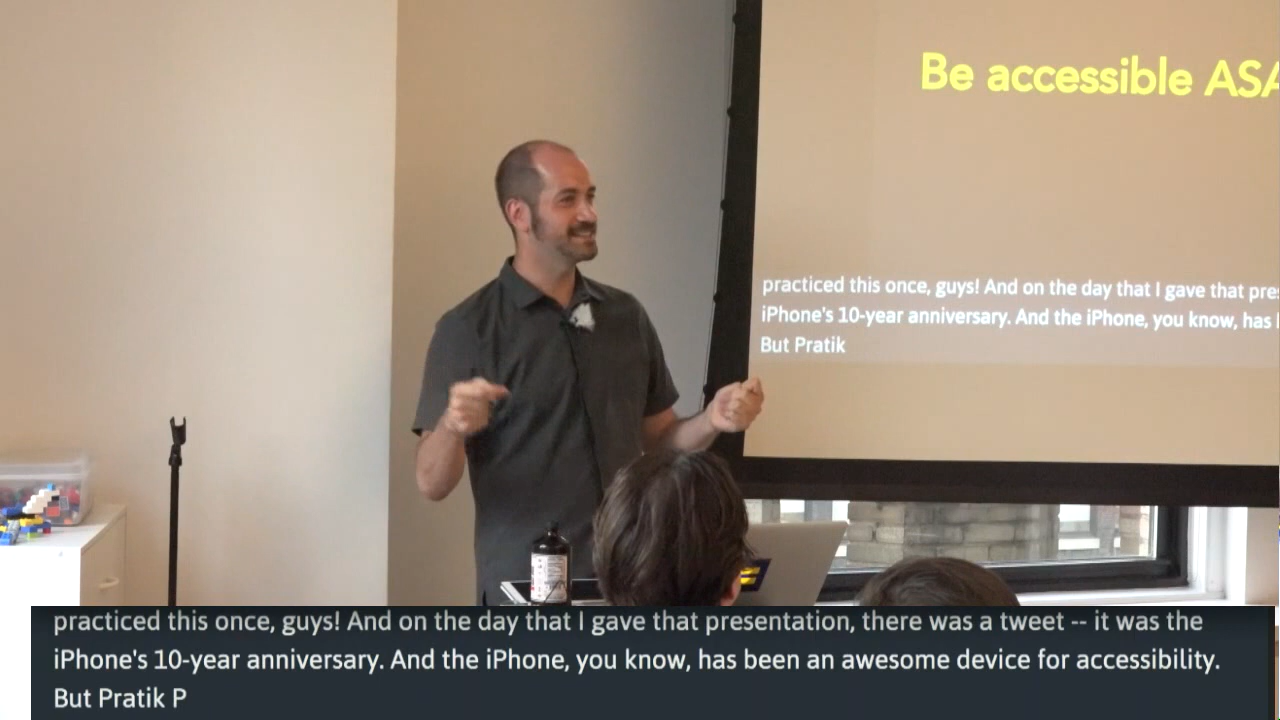 Be accessible ASA
practiced this once, guys! And on the day that I gave that pres
iPhone's 10-year anniversary. And the iPhone, you know, has
But Pratik
practiced this once, guys! And on the day that I gave that presentation, there was a tweet -- it was the
iPhone's 10-year anniversary. And the iPhone, you know, has been an awesome device for accessibility.
But Pratik P